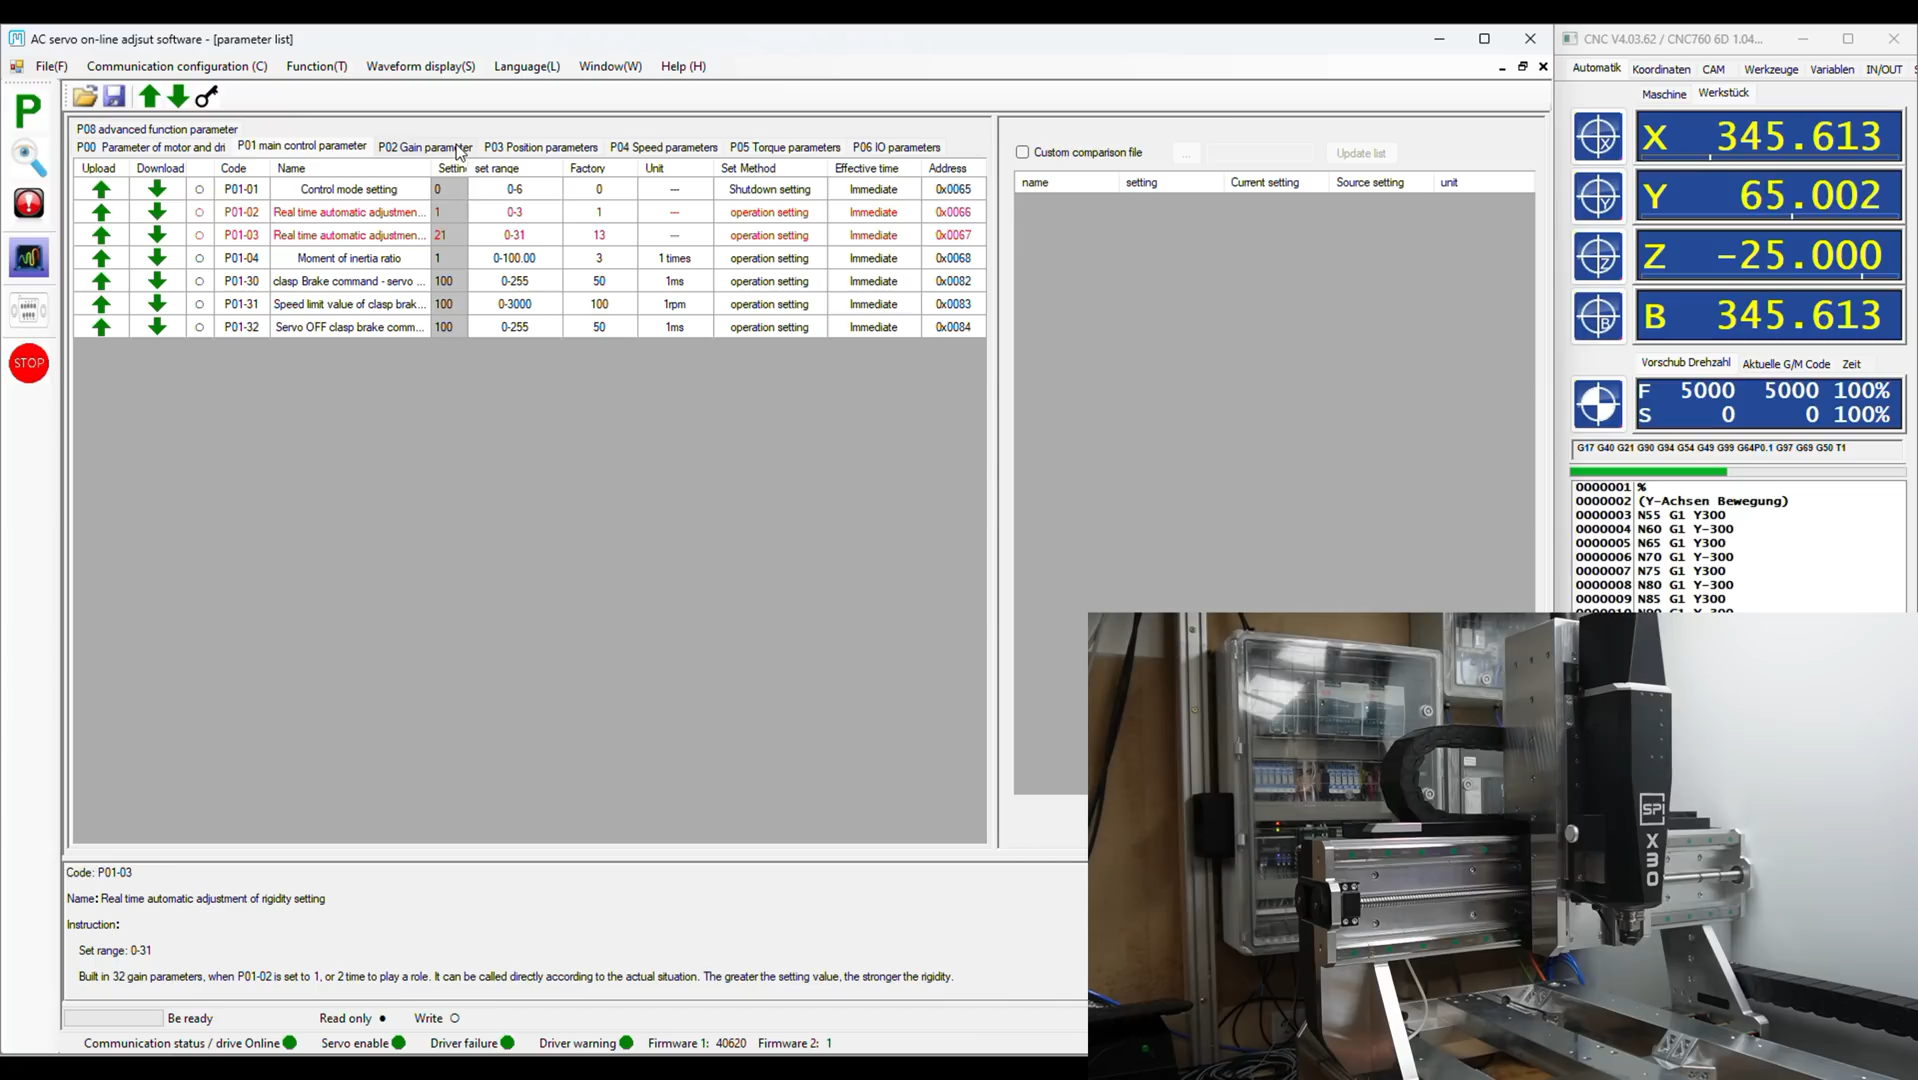 AC servo on-line adjsut software - [parameter list]
File(F) Communication configuration (C) Function(T) Waveform display(S) Language(L) Window(W) Help (H)
P
STOP
P08 advanced function parameter
P00 Parameter of motor and dri P01 main control parameter P02 Gain parameter P03 Position parameters P04 Speed parameters P05 Torque parameters P06 IO parameters
Upload Download Code Name Settin set range Factory Unit Set Method Effective time Address
P01-01 Control mode setting 0 0-6 0 --- Shutdown setting Immediate 0x0065
P01-02 Real time automatic adjustmen... 1 0-3 1 --- operation setting Immediate 0x0066
P01-03 Real time automatic adjustmen... 21 0-31 13 --- operation setting Immediate 0x0067
P01-04 Moment of inertia ratio 1 0-100.00 3 1 times operation setting Immediate 0x0068
P01-30 clasp Brake command - servo ... 100 0-255 50 1ms operation setting Immediate 0x0082
P01-31 Speed limit value of clasp brak... 100 0-3000 100 1rpm operation setting Immediate 0x0083
P01-32 Servo OFF clasp brake comm... 100 0-255 50 1ms operation setting Immediate 0x0084
Custom comparison file ... Update list
name setting Current setting Source setting unit
Code: P01-03
Name: Real time automatic adjustment of rigidity setting
Instruction:
Set range: 0-31
Built in 32 gain parameters, when P01-02 is set to 1, or 2 time to play a role. It can be called directly according to the actual situation. The greater the setting value, the stronger the rigidity.
Be ready Read only Write
Communication status / drive Online Servo enable Driver failure Driver warning Firmware 1: 40620 Firmware 2: 1
CNC V4.03.62 / CNC760 6D 1.04...
Automatik Koordinaten CAM Werkzeuge Variablen IN/OUT S
Maschine Werkstück
X 345.613
Y 65.002
Z -25.000
B 345.613
Vorschub Drehzahl Aktuelle G/M Code Zeit
F 5000 5000 100%
S 0 0 100%
G17 G40 G21 G90 G94 G54 G49 G99 G64P0.1 G97 G69 G50 T1
0000001 %
0000002 (Y-Achsen Bewegung)
0000003 N55 G1 Y300
0000004 N60 G1 Y-300
0000005 N65 G1 Y300
0000006 N70 G1 Y-300
0000007 N75 G1 Y300
0000008 N80 G1 Y-300
0000009 N85 G1 Y300
0000010 N90 G1 Y-300
SPI
X30